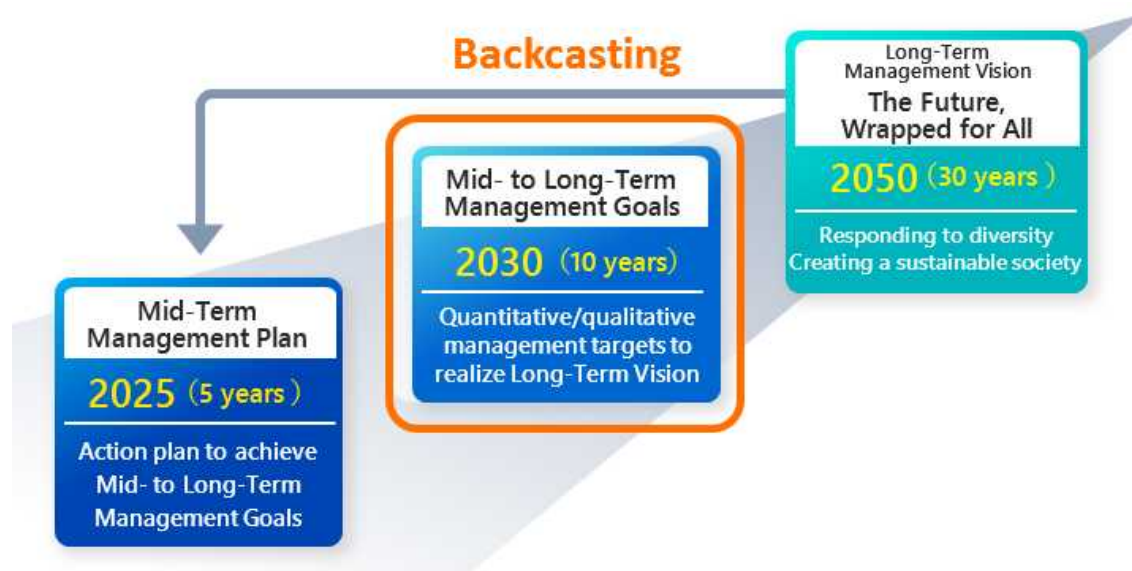 Backcasting
Long-Term
Management Vision
The Future,
Wrapped for All
2050 (30 years )
Responding to diversity
Creating a sustainable society
Mid- to Long-Term
Management Goals
2030 (10 years)
Quantitative/qualitative
management targets to
realize Long-Term Vision
Mid-Term
Management Plan
2025 (5 years )
Action plan to achieve
Mid- to Long-Term
Management Goals